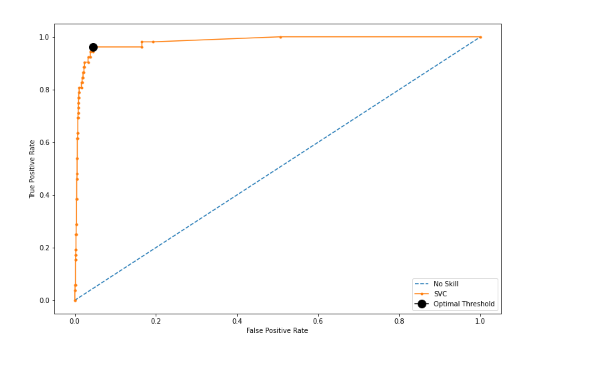 1.0
0.8
0.6
0.4
0.2
0.0
True Positive Rate
0.0 0.2 0.4 0.6 0.8 1.0
False Positive Rate
No Skill
SVC
Optimal Threshold